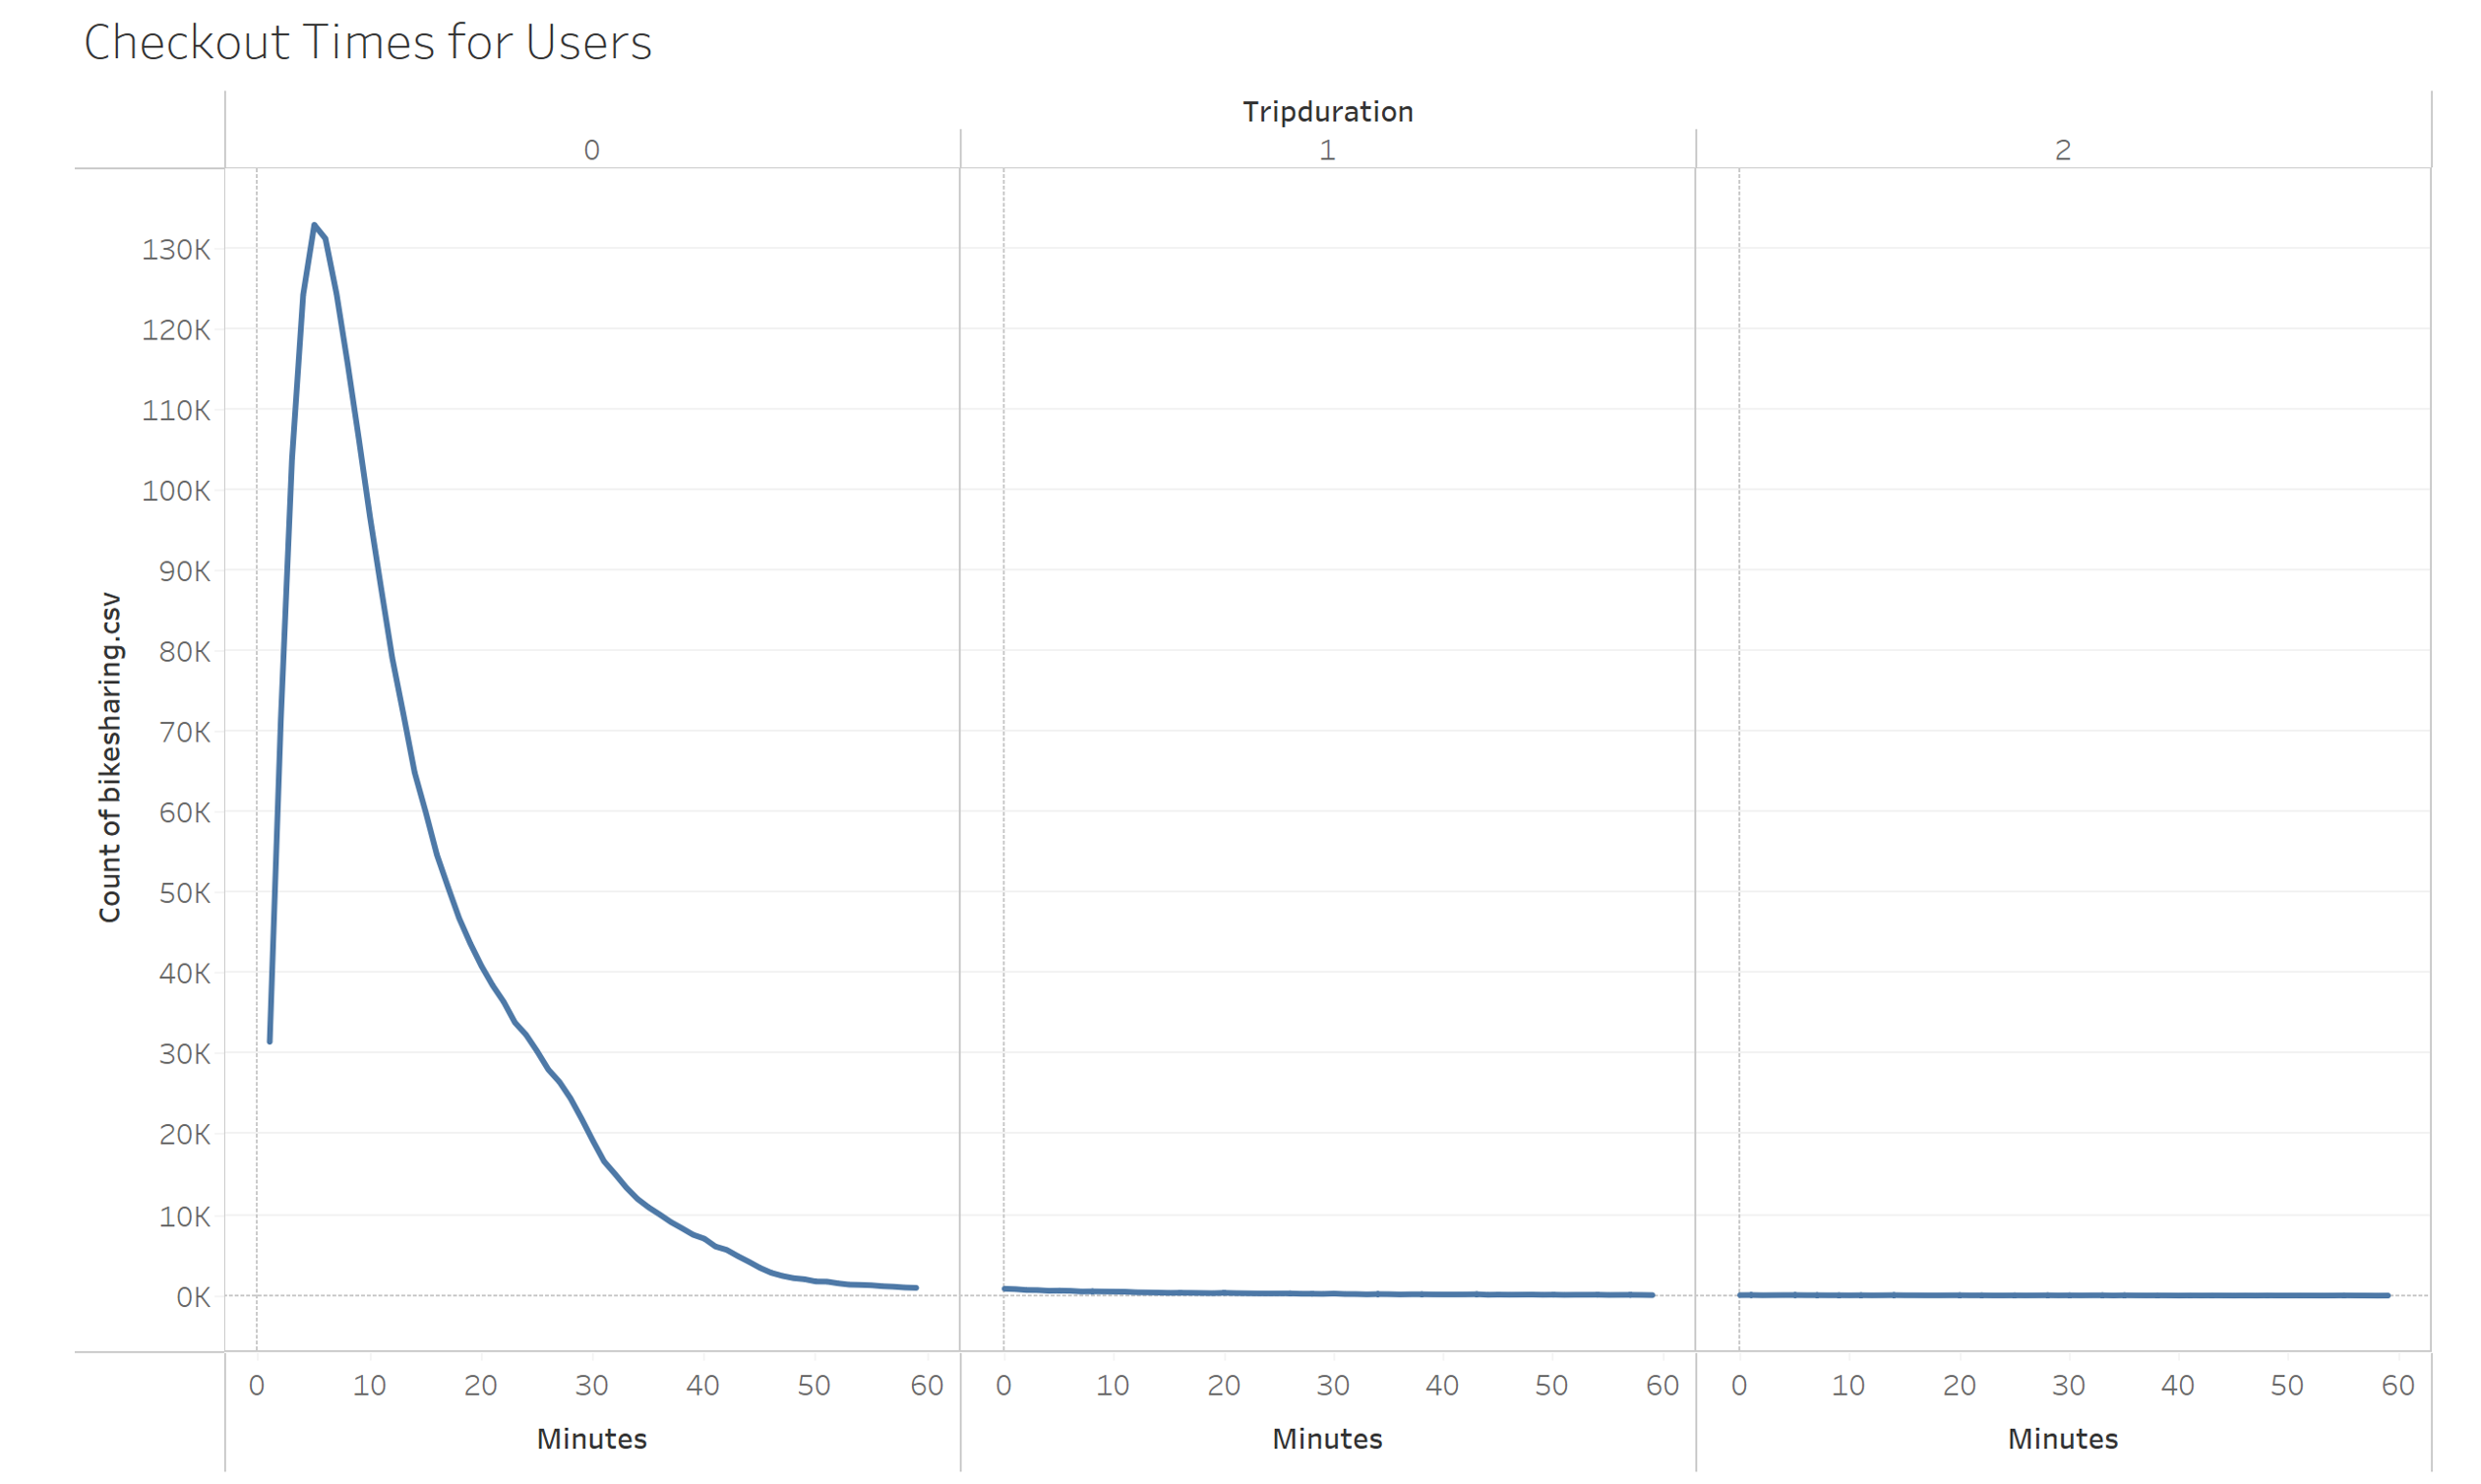 Checkout Times for Users
Tripduration
0 1 2
130K
120K
110K
100K
90K
80K
70K
60K
50K
40K
30K
20K
10K
0K
Count of bikesharing.csv
0 10 20 30 40 50 60 0 10 20 30 40 50 60 0 10 20 30 40 50 60
Minutes Minutes Minutes